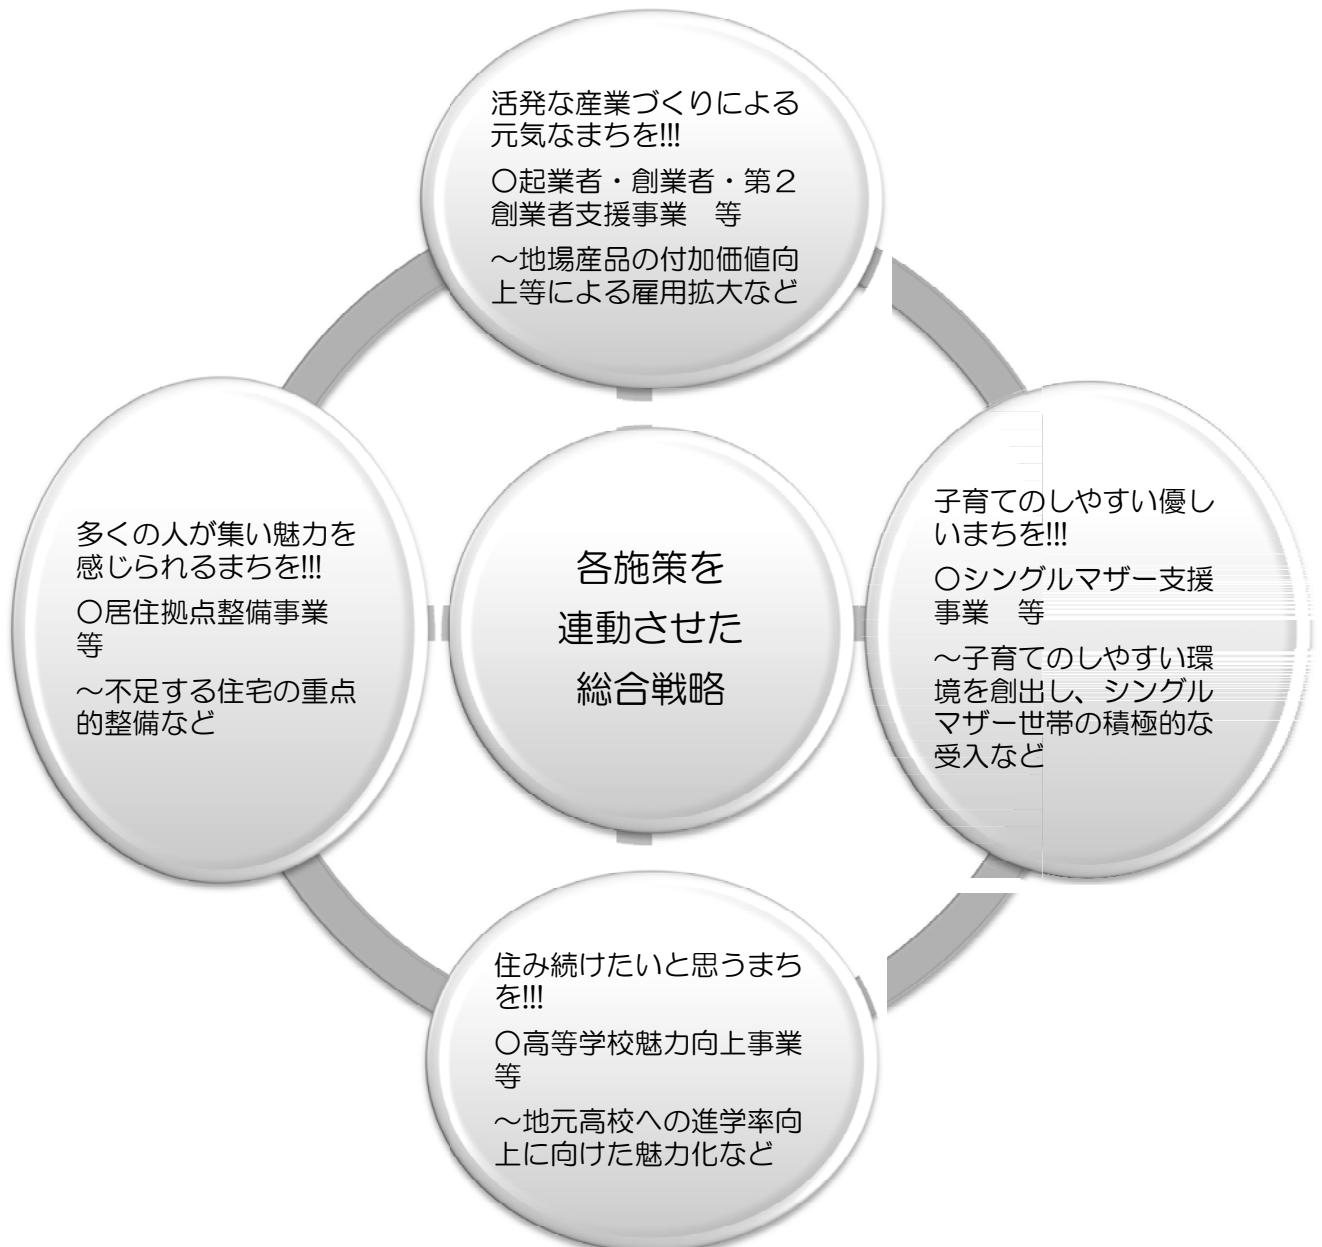 活発な産業づくりによる
元気なまちを!!!
〇起業者・創業者・第２
創業者支援事業　等
～地場産品の付加価値向
上等による雇用拡大など
多くの人が集い魅力を
感じられるまちを!!!
〇居住拠点整備事業
等
～不足する住宅の重点
的整備など
各施策を
連動させた
総合戦略
子育てのしやすい優し
いまちを!!!
〇シングルマザー支援
事業　等
～子育てのしやすい環
境を創出し、シングル
マザー世帯の積極的な
受入など
住み続けたいと思うまち
を!!!
〇高等学校魅力向上事業
等
～地元高校への進学率向
上に向けた魅力化など